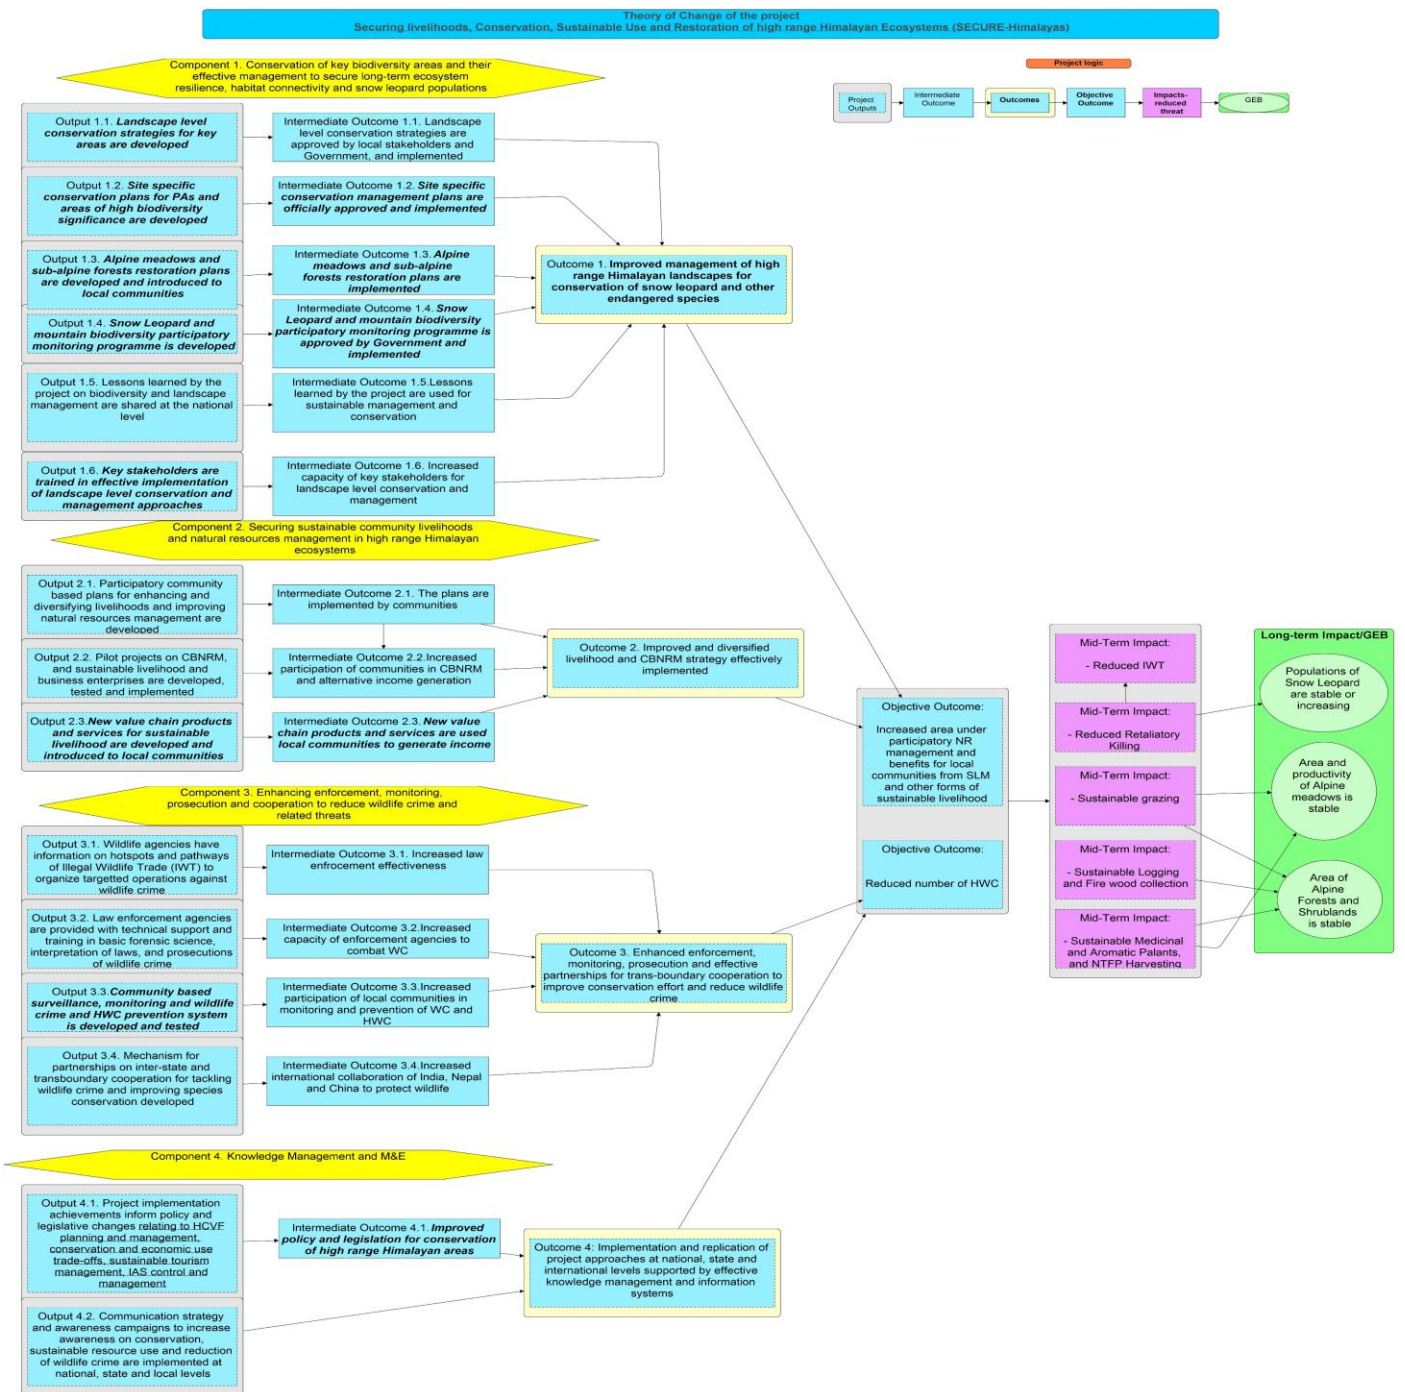 Theory of Change of the project
Securing livelihoods, Conservation, Sustainable Use and Restoration of high range Himalayan Ecosystems (SECURE-Himalayas)
Project logic
Project
Outputs
Intermediate
Outcome
Outcomes
Objective
Outcome
Impacts-
reduced
threat
GEB
Component 1. Conservation of key biodiversity areas and their
effective management to secure long-term ecosystem
resilience, habitat connectivity and snow leopard populations
Output 1.1. Landscape level
conservation strategies for key
areas are developed
Intermediate Outcome 1.1. Landscape
level conservation strategies are
approved by local stakeholders and
Government, and implemented
Output 1.2. Site specific
conservation plans for PAs and
areas of high biodiversity
significance are developed
Intermediate Outcome 1.2. Site specific
conservation management plans are
officially approved and implemented
Output 1.3. Alpine meadows and
sub-alpine forests restoration plans
are developed and introduced to
local communities
Intermediate Outcome 1.3. Alpine
meadows and sub-alpine
forests restoration plans are
implemented
Output 1.4. Snow Leopard and
mountain biodiversity participatory
monitoring programme is developed
Intermediate Outcome 1.4. Snow
Leopard and mountain biodiversity
participatory monitoring programme is
approved by Government and
implemented
Output 1.5. Lessons learned by the
project on biodiversity and landscape
management are shared at the national
level
Intermediate Outcome 1.5.Lessons
learned by the project are used for
sustainable management and
conservation
Output 1.6. Key stakeholders are
trained in effective implementation
of landscape level conservation and
management approaches
Intermediate Outcome 1.6. Increased
capacity of key stakeholders for
landscape level conservation and
management
Outcome 1. Improved management of high
range Himalayan landscapes for
conservation of snow leopard and other
endangered species
Component 2. Securing sustainable community livelihoods
and natural resources management in high range Himalayan
ecosystems
Output 2.1. Participatory community
based plans for enhancing and
diversifying livelihoods and improving
natural resources management are
developed
Intermediate Outcome 2.1. The plans are
implemented by communities
Output 2.2. Pilot projects on CBNRM,
and sustainable livelihood and
business enterprises are developed,
tested and implemented
Intermediate Outcome 2.2.Increased
participation of communities in CBNRM
and alternative income generation
Output 2.3.New value chain products
and services for sustainable
livelihood are developed and
introduced to local communities
Intermediate Outcome 2.3. New value
chain products and services are used
local communities to generate income
Outcome 2. Improved and diversified
livelihood and CBNRM strategy effectively
implemented
Component 3. Enhancing enforcement, monitoring,
prosecution and cooperation to reduce wildlife crime and
related threats
Output 3.1. Wildlife agencies have
information on hotspots and pathways
of Illegal Wildlife Trade (IWT) to
organize targetted operations against
wildlife crime
Intermediate Outcome 3.1. Increased law
enfrocement effectiveness
Output 3.2. Law enforcement agencies
are provided with technical support and
training in basic forensic science,
interpretation of laws, and prosecutions
of wildlife crime
Intermediate Outcome 3.2.Increased
capacity of enforcement agencies to
combat WC
Output 3.3.Community based
surveillance, monitoring and wildlife
crime and HWC prevention system
is developed and tested
Intermediate Outcome 3.3.Increased
participation of local communities in
monitoring and prevention of WC and
HWC
Output 3.4. Mechanism for
partnerships on inter-state and
transboundary cooperation for tackling
wildlife crime and improving species
conservation developed
Intermediate Outcome 3.4.Increased
international collaboration of India, Nepal
and China to protect wildlife
Outcome 3. Enhanced enforcement,
monitoring, prosecution and effective
partnerships for trans-boundary cooperation to
improve conservation effort and reduce wildlife
crime
Component 4. Knowledge Management and M&E
Output 4.1. Project implementation
achievements inform policy and
legislative changes relating to HCVF
planning and management,
conservation and economic use
trade-offs, sustainable tourism
management, IAS control and
management
Intermediate Outcome 4.1.Improved
policy and legislation for conservation
of high range Himalayan areas
Output 4.2. Communication strategy
and awareness campaigns to increase
awareness on conservation,
sustainable resource use and reduction
of wildlife crime are implemented at
national, state and local levels
Outcome 4: Implementation and replication of
project approaches at national, state and
international levels supported by effective
knowledge management and information
systems
Objective Outcome:
Increased area under
participatory NR
management and
benefits for local
communities from SLM
and other forms of
sustainable livelihood
Objective Outcome:
Reduced number of HWC
Mid-Term Impact:
- Reduced IWT
Mid-Term Impact:
- Reduced Retaliatory
Killing
Mid-Term Impact:
- Sustainable grazing
Mid-Term Impact:
- Sustainable Logging
and Fire wood collection
Mid-Term Impact:
- Sustainable Medicinal
and Aromatic Palants,
and NTFP Harvesting
Long-term Impact/GEB
Populations of
Snow Leopard
are stable or
increasing
Area and
productivity
of Alpine
meadows is
stable
Area of
Alpine
Forests and
Shrublands
is stable